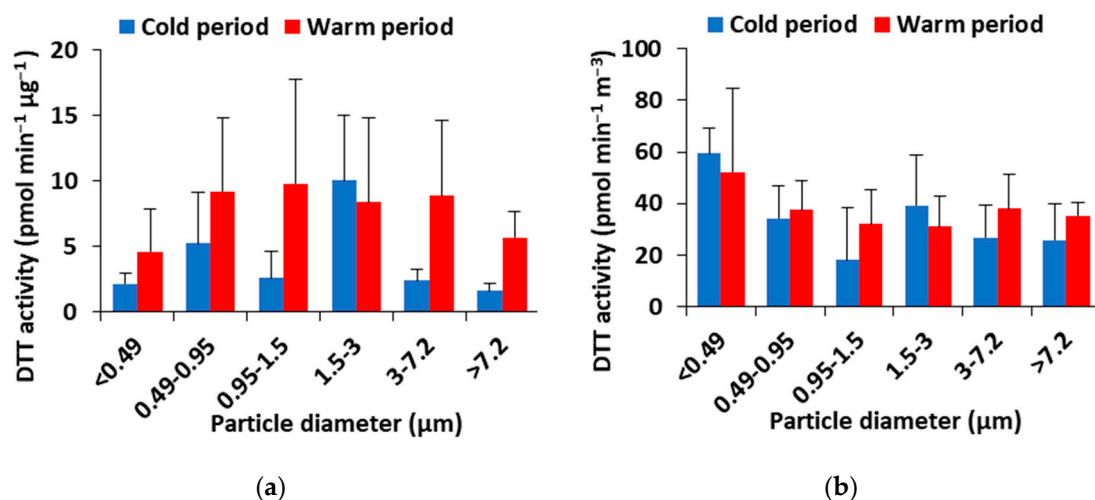 Cold period Warm period
DTT activity (pmol min⁻¹ µg⁻¹)
20
15
10
5
0
<0.49
0.49-0.95
0.95-1.5
1.5-3
3-7.2
>7.2
Particle diameter (µm)
(a)
Cold period Warm period
DTT activity (pmol min⁻¹ m⁻³)
100
80
60
40
20
0
<0.49
0.49-0.95
0.95-1.5
1.5-3
3-7.2
>7.2
Particle diameter (µm)
(b)